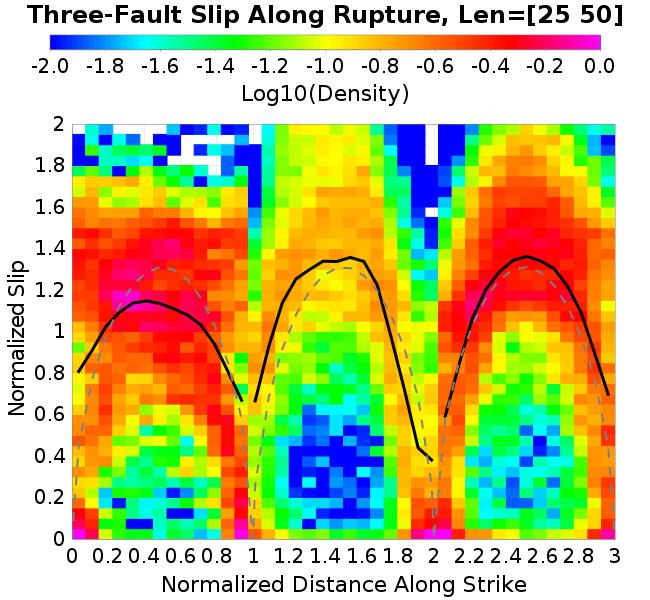 Three-Fault Slip Along Rupture, Len=[25 50]
-2.0 -1.8 -1.6 -1.4 -1.2 -1.0 -0.8 -0.6 -0.4 -0.2 0.0
Log10(Density)
2
1.8
1.6
1.4
1.2
1
0.8
0.6
0.4
0.2
0
Normalized Slip
0 0.2 0.4 0.6 0.8 1 1.2 1.4 1.6 1.8 2 2.2 2.4 2.6 2.8 3
Normalized Distance Along Strike